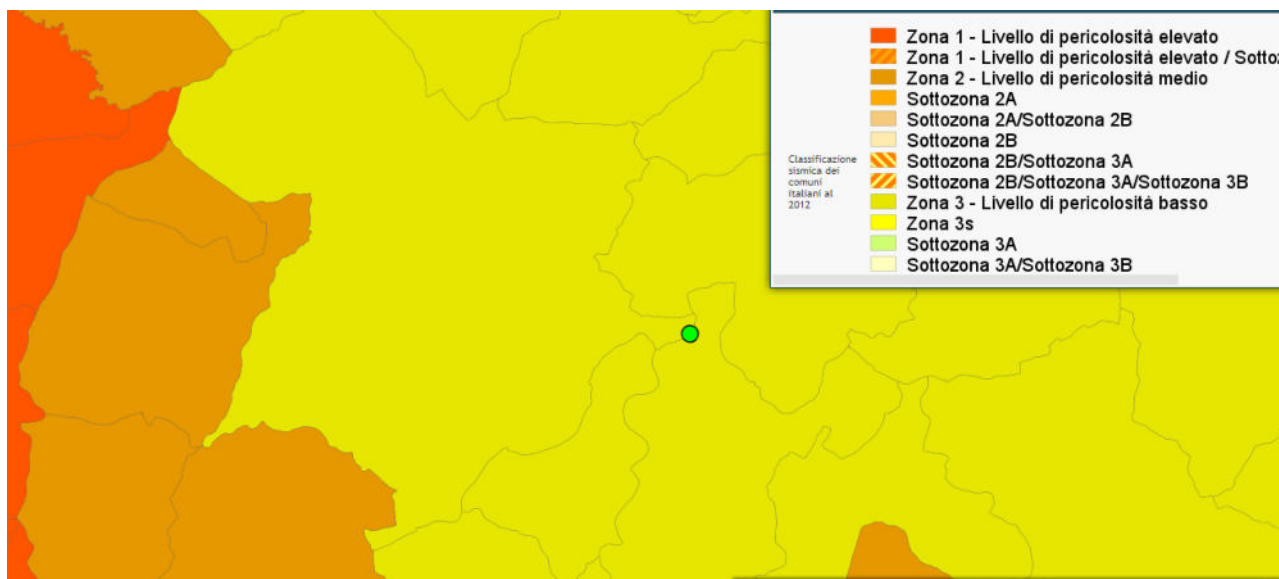 Zona 1 - Livello di pericolosità elevato
Zona 1 - Livello di pericolosità elevato /
Zona 2 - Livello di pericolosità medio
Sottozona 2A
Sottozona 2A/Sottozona 2B
Sottozona 2B
Sottozona 2B/Sottozona 3A
Sottozona 2B/Sottozona 3A/Sottozona 3B
Zona 3 - Livello di pericolosità basso
Zona 3s
Sottozona 3A
Sottozona 3A/Sottozona 3B
Classificazione
sismica dei
comuni
italiani al
2012